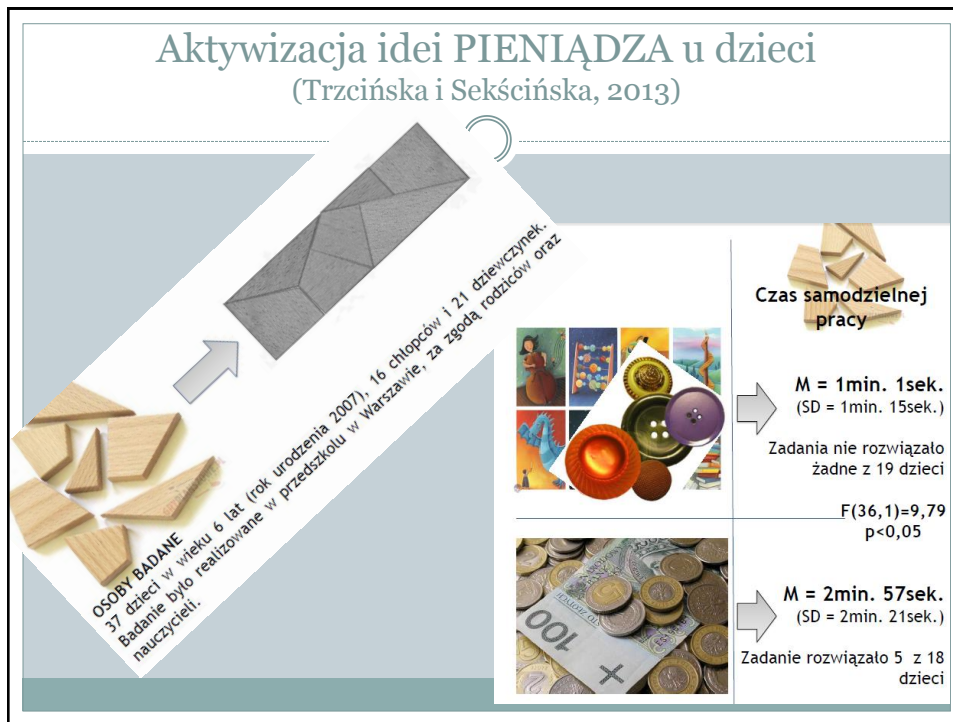 Aktywizacja idei PIENIĄDZA u dzieci
(Trzcińska i Sekścińska, 2013)
OSOBY BADANE
37 dzieci w wieku 6 lat (rok urodzenia 2007), 16 chłopców i 21 dziewczynek.
Badanie było realizowane w przedszkolu w Warszawie, za zgodą rodziców oraz
nauczycieli.
Czas samodzielnej
pracy
M = 1min. 1sek.
(SD = 1min. 15sek.)
Zadania nie rozwiązało
żadne z 19 dzieci
F(36,1)=9,79
p<0,05
100
M = 2min. 57sek.
(SD = 2min. 21sek.)
Zadanie rozwiązało 5 z 18
dzieci